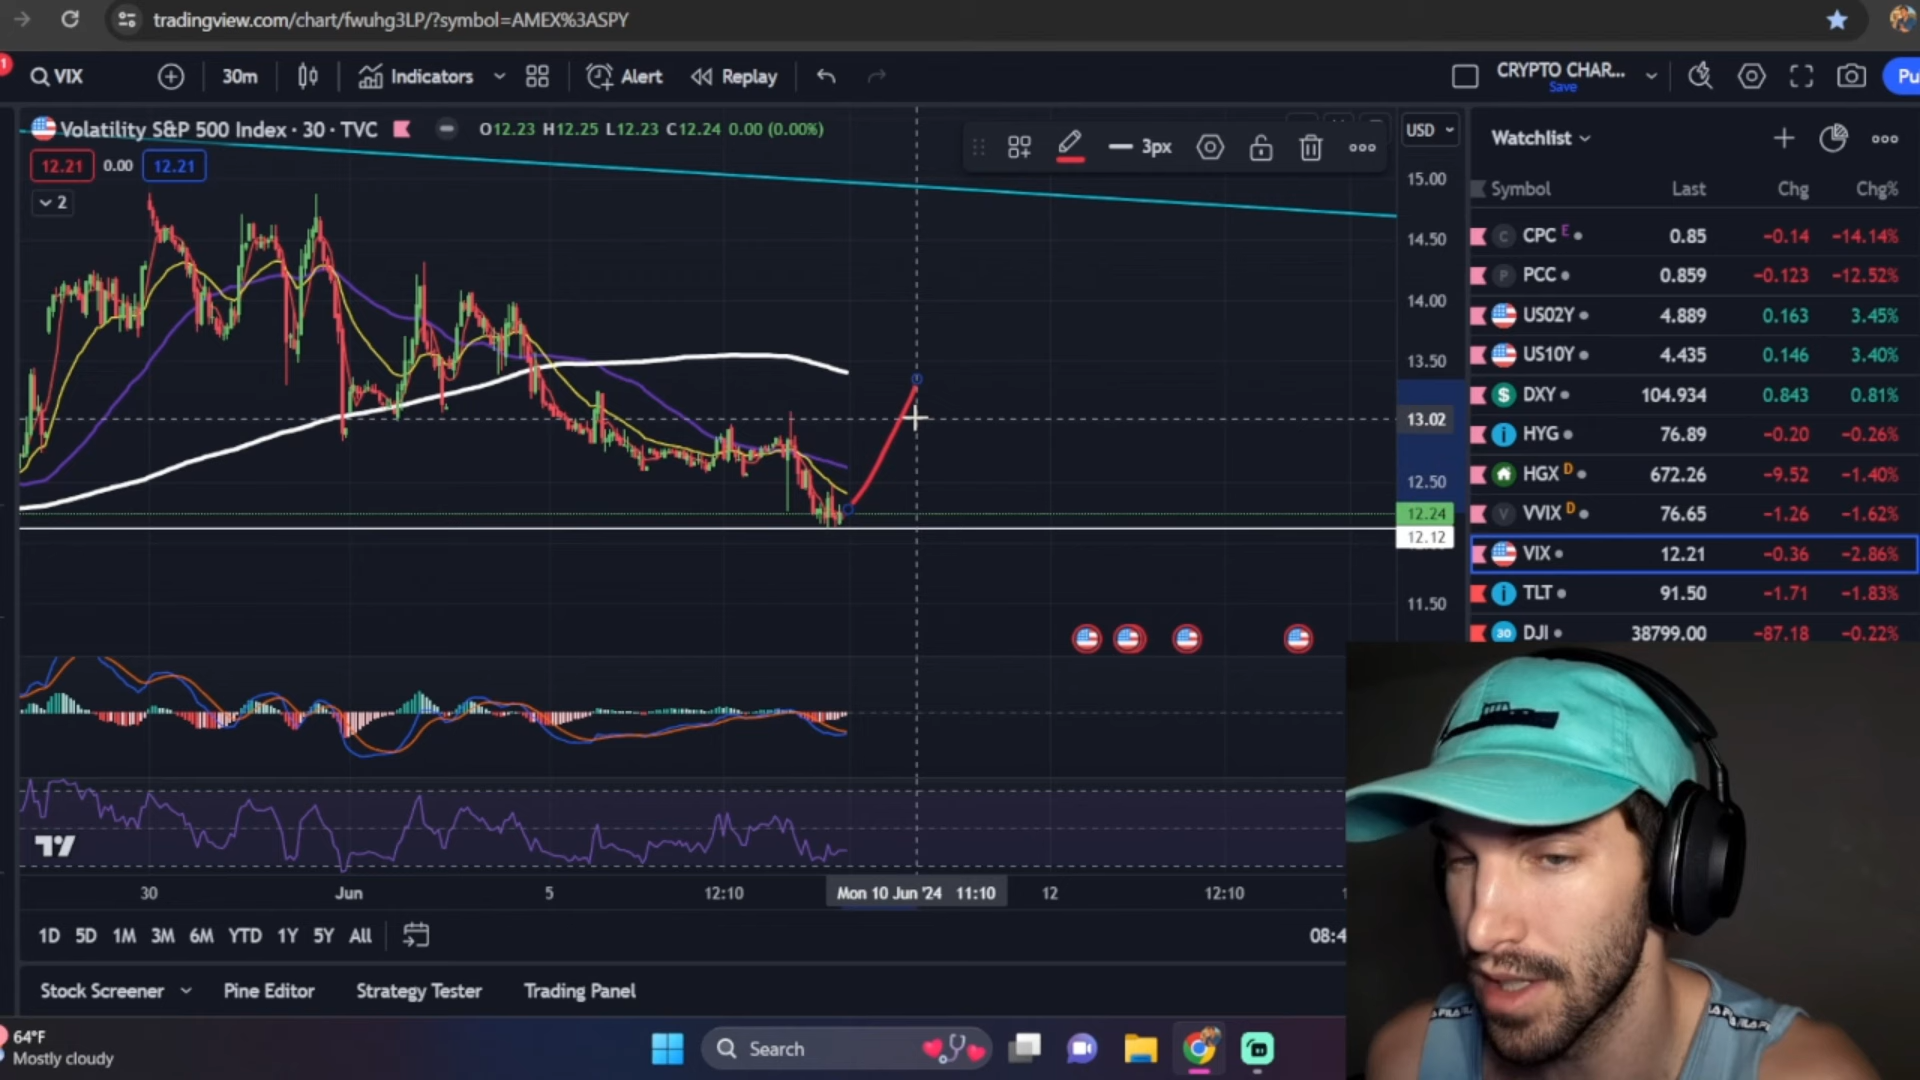 tradingview.com/chart/fwuhg3LP/?symbol=AMEX%3ASPY
1
VIX
30m
Indicators
Alert
Replay
CRYPTO CHAR...
Save
Pu
Volatility S&P 500 Index · 30 · TVC
O12.23 H12.25 L12.23 C12.24 0.00 (0.00%)
12.21 0.00 12.21
2
3px
USD
15.00
14.50
14.00
13.50
13.02
12.50
12.24
12.12
11.50
Watchlist
Symbol Last Chg Chg%
C CPC E 0.85 −0.14 −14.14%
P PCC 0.859 −0.123 −12.52%
US02Y 4.889 0.163 3.45%
US10Y 4.435 0.146 3.40%
$ DXY 104.934 0.843 0.81%
i HYG 76.89 −0.20 −0.26%
HGX D 672.26 −9.52 −1.40%
V VVIX D 76.65 −1.26 −1.62%
VIX 12.21 −0.36 −2.86%
i TLT 91.50 −1.71 −1.83%
30 DJI 38799.00 −87.18 −0.22%
30 Jun 5 12:10 Mon 10 Jun '24 11:10 12 12:10
1D 5D 1M 3M 6M YTD 1Y 5Y All
08:4
Stock Screener Pine Editor Strategy Tester Trading Panel
64°F
Mostly cloudy
Search
FILA